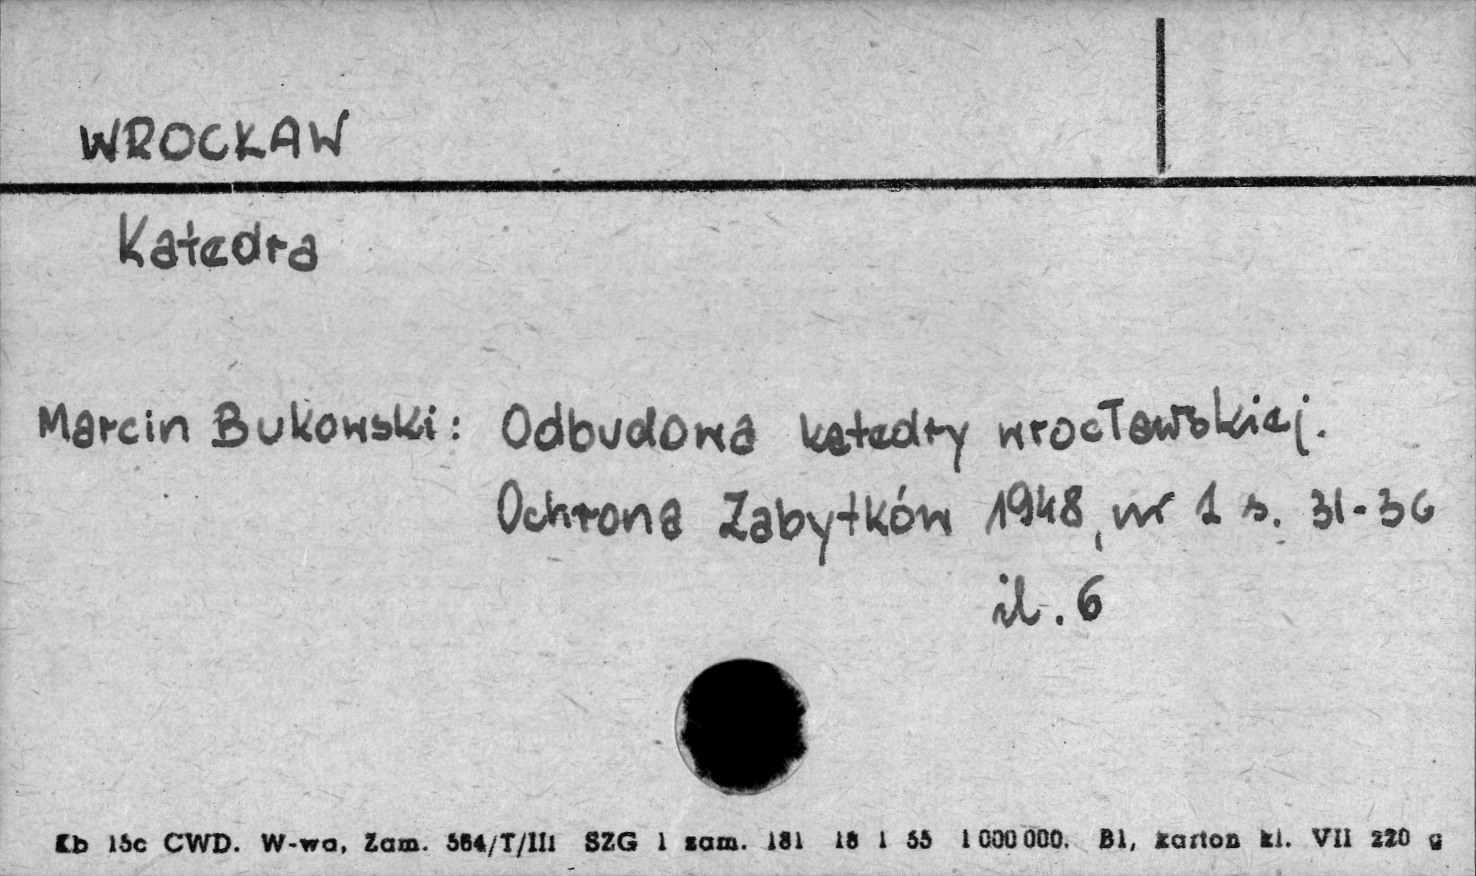 WROCŁAW
Katedra
Marcin Bukowski: Odbudowa katedry wrocławskiej.
Ochrona Zabytków 1948, nr 1 s. 31-36
il. 6
Kb 15c CWD. W-wa, Zam. 564/T/III SZG 1 zam. 181 18 1 55 1 000 000. B1, karton kl. VII 220 g